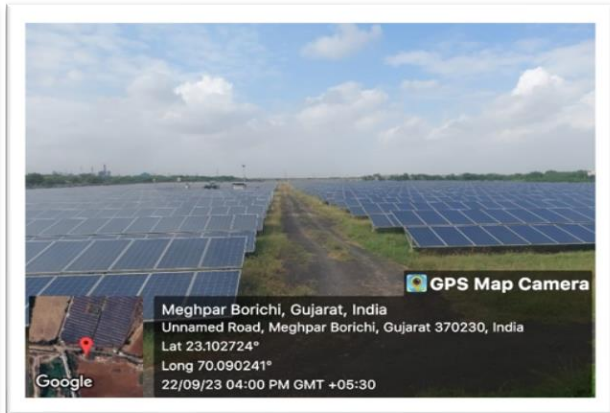 GPS Map Camera
Meghpar Borichi, Gujarat, India
Unnamed Road, Meghpar Borichi, Gujarat 370230, India
Lat 23.102724°
Long 70.090241°
22/09/23 04:00 PM GMT +05:30
Google